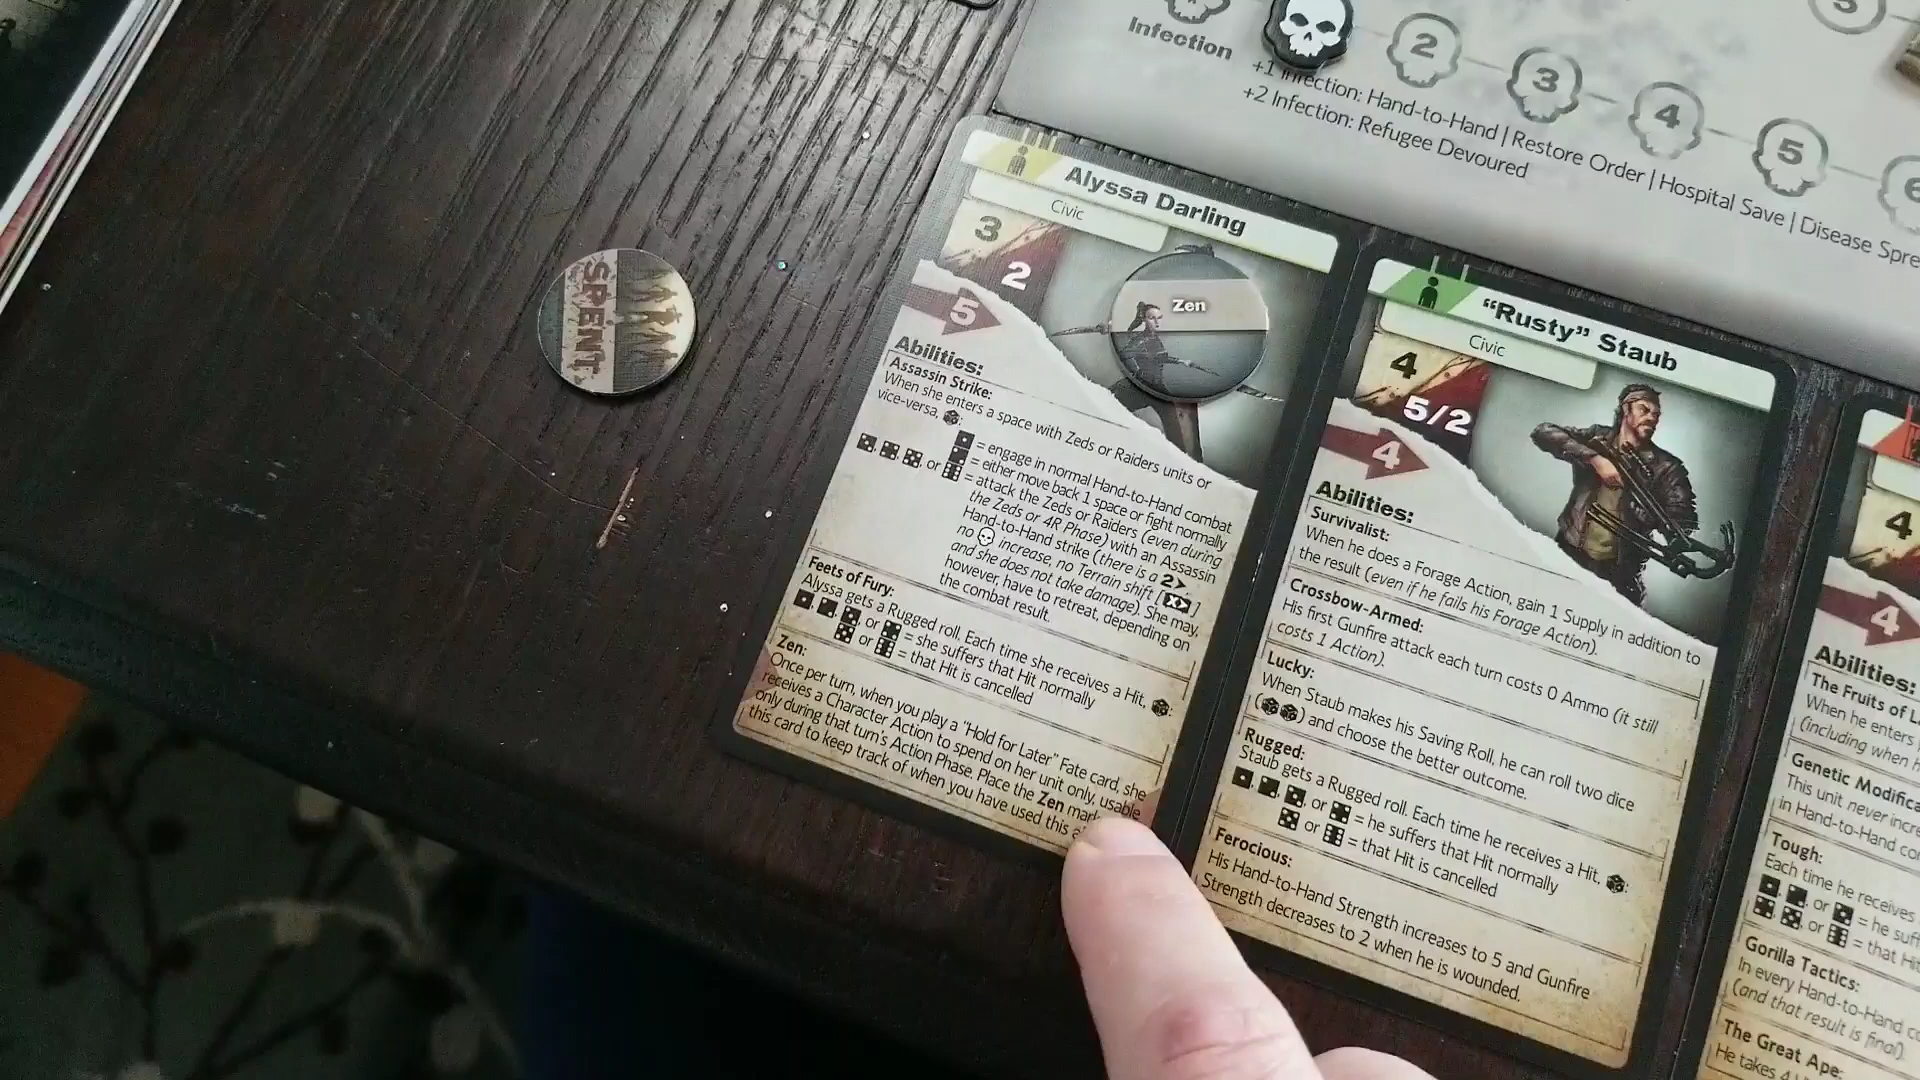 Infection
2
3
4
5
+1 Infection: Hand-to-Hand | Restore Order | Hospital Save | Disease Spre
+2 Infection: Refugee Devoured
SPENT
Alyssa Darling
Civic
3
2
5
Zen
Abilities:
Assassin Strike:
When she enters a space with Zeds or Raiders units or
vice-versa,
= engage in normal Hand-to-Hand combat
= either move back 1 space or fight normally
or = attack the Zeds or Raiders (even during
the Zeds or 4R Phase) with an Assassin
Hand-to-Hand strike (there is a 2>
no increase, no Terrain shift [X>]
and she does not take damage). She may,
however, have to retreat, depending on
the combat result.
Feets of Fury:
Alyssa gets a Rugged roll. Each time she receives a Hit,
or = she suffers that Hit normally
or = that Hit is cancelled
Zen:
Once per turn, when you play a "Hold for Later" Fate card, she
receives a Character Action to spend on her unit only, usable
only during that turn's Action Phase. Place the Zen mark
this card to keep track of when you have used this a
"Rusty" Staub
Civic
4
5/2
4
Abilities:
Survivalist:
When he does a Forage Action, gain 1 Supply in addition to
the result (even if he fails his Forage Action).
Crossbow-Armed:
His first Gunfire attack each turn costs 0 Ammo (it still
costs 1 Action).
Lucky:
When Staub makes his Saving Roll, he can roll two dice
( ) and choose the better outcome.
Rugged:
Staub gets a Rugged roll. Each time he receives a Hit,
or = he suffers that Hit normally
or = that Hit is cancelled
Ferocious:
His Hand-to-Hand Strength increases to 5 and Gunfire
Strength decreases to 2 when he is wounded.
4
4
Abilities:
The Fruits of L
When he enters
(including when h
Genetic Modifica
This unit never incre
in Hand-to-Hand co
Tough:
Each time he receives
or = he suff
or = that Hit
Gorilla Tactics:
In every Hand-to-Hand c
(and that result is final).
The Great Ape:
He takes 4